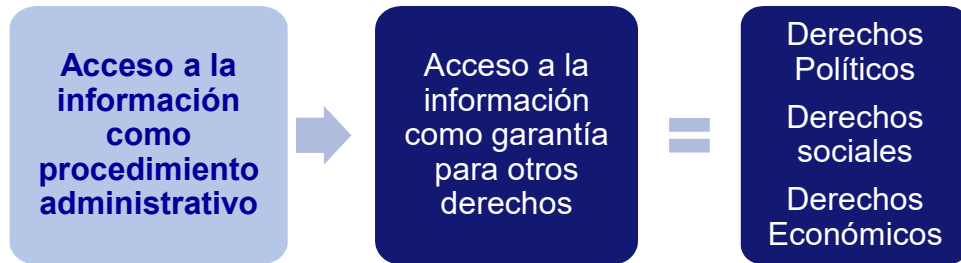 Acceso a la
información
como
procedimiento
administrativo
Acceso a la
información
como garantía
para otros
derechos
Derechos
Políticos
Derechos
sociales
Derechos
Económicos